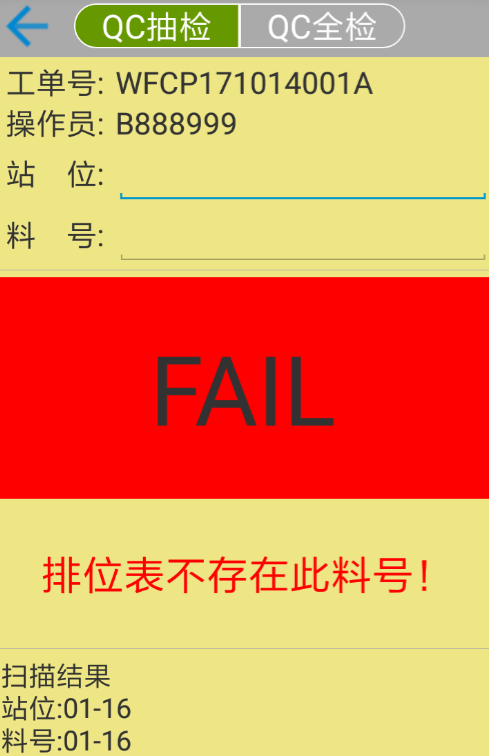 QC抽检 QC全检
工单号: WFCP171014001A
操作员: B888999
站 位:
料 号:
FAIL
排位表不存在此料号!
扫描结果
站位:01-16
料号:01-16